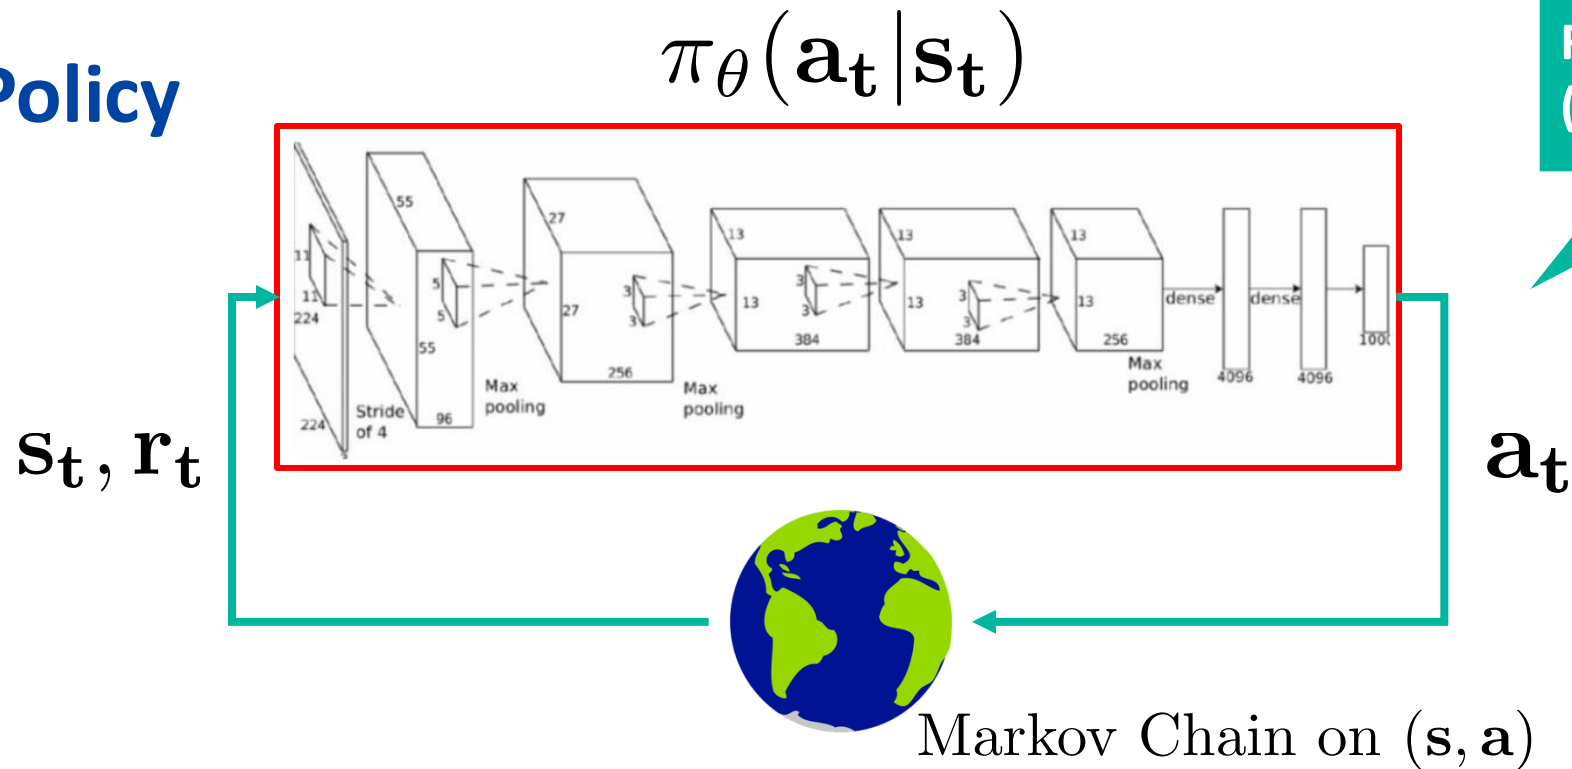 πθ(at|st)
Policy
55
27
13
13
13
11
11
224
5
5
3
3
3
3
3
3
27
13
13
13
dense
dense
55
384
384
256
1000
256
Max
pooling
4096
4096
Max
pooling
Max
pooling
224
Stride
of 4
96
st, rt
at
Markov Chain on (s, a)